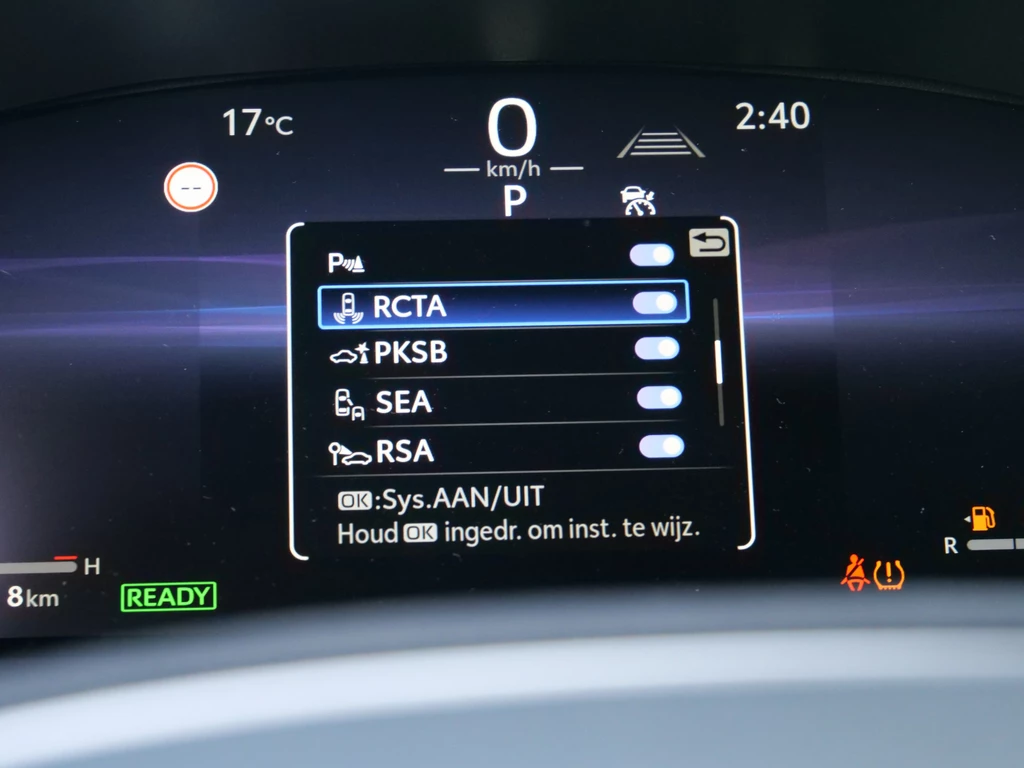 17°C
0
2:40
km/h
--
P
P
RCTA
PKSB
SEA
RSA
OK:Sys.AAN/UIT
Houd OK ingedr. om inst. te wijz.
H
R
8km
READY